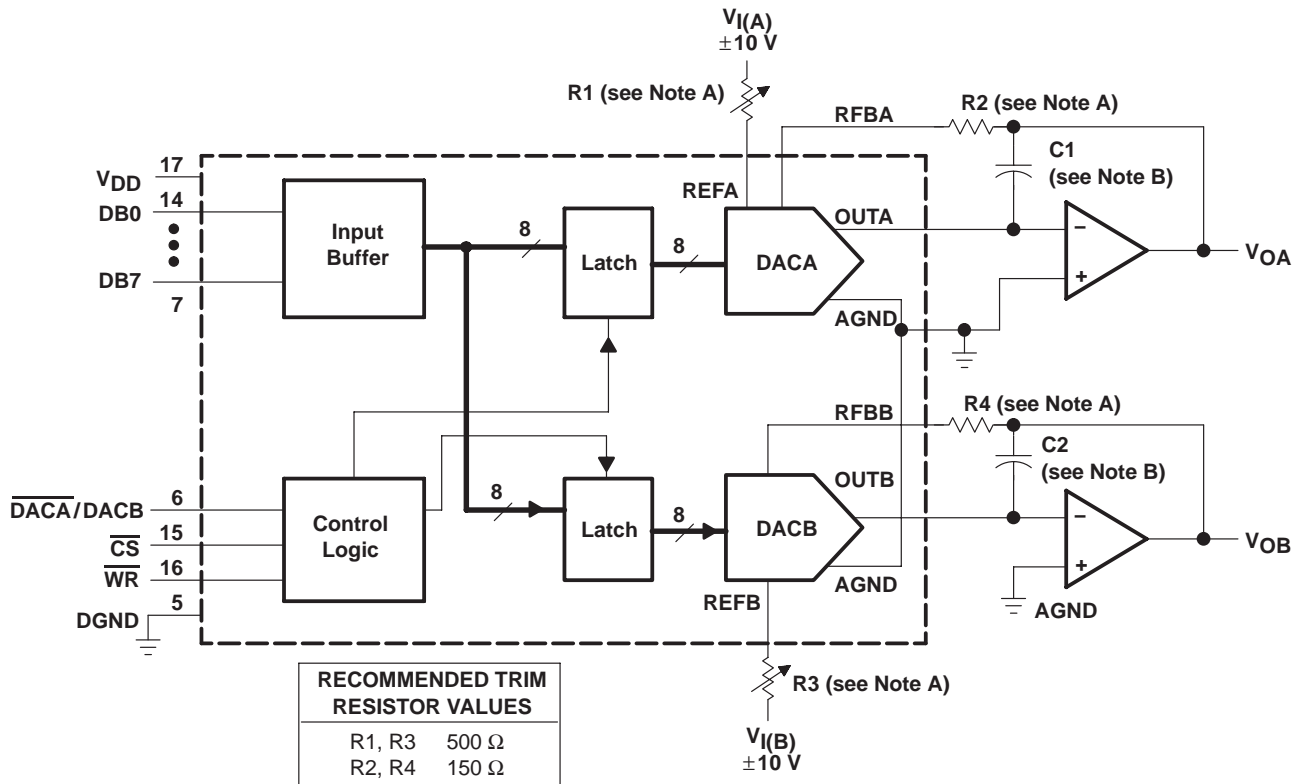 VI(A)
±10 V
R1 (see Note A)
RFBA
R2 (see Note A)
C1
(see Note B)
17
VDD
14
DB0
DB7
7
Input
Buffer
8
Latch
8
REFA
DACA
OUTA
AGND
−
+
VOA
RFBB
R4 (see Note A)
C2
(see Note B)
DACA/DACB
6
CS
15
WR
16
5
DGND
Control
Logic
8
Latch
8
DACB
OUTB
AGND
REFB
−
+
AGND
VOB
R3 (see Note A)
VI(B)
±10 V
RECOMMENDED TRIM
RESISTOR VALUES
R1, R3 500 Ω
R2, R4 150 Ω